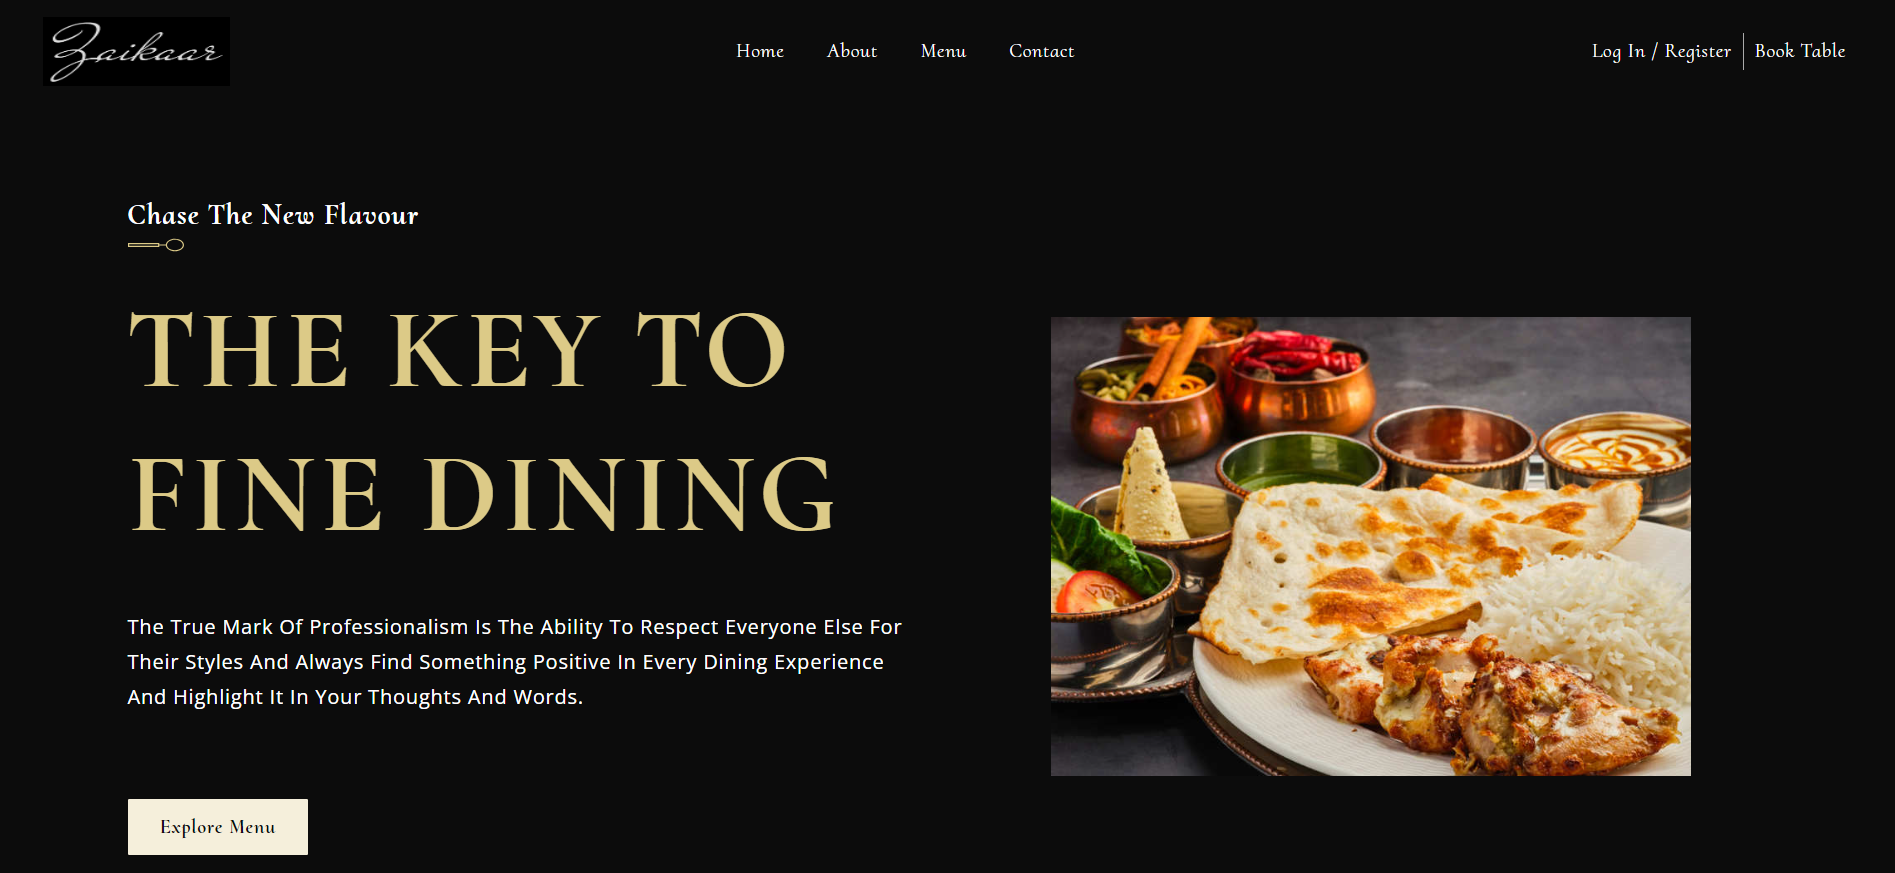 Zaikaar
Home About Menu Contact
Log In / Register Book Table
Chase The New Flavour
THE KEY TO
FINE DINING
The True Mark Of Professionalism Is The Ability To Respect Everyone Else For
Their Styles And Always Find Something Positive In Every Dining Experience
And Highlight It In Your Thoughts And Words.
Explore Menu